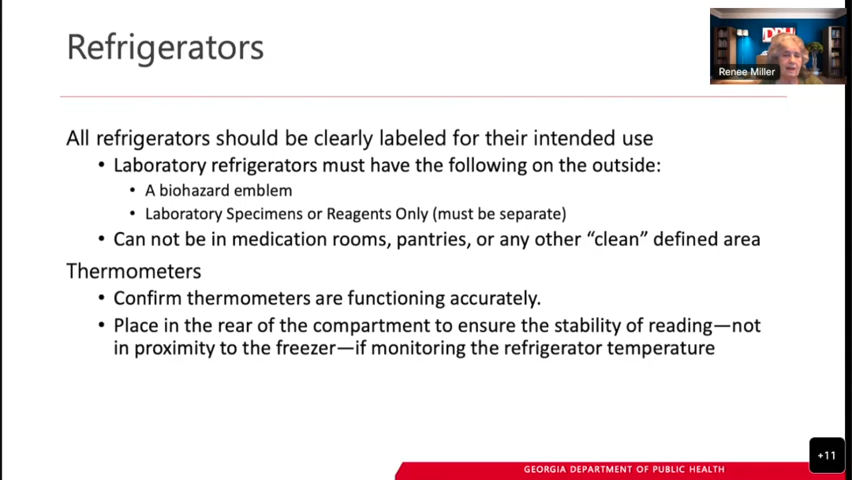 Refrigerators
DPH
Renee Miller
All refrigerators should be clearly labeled for their intended use
• Laboratory refrigerators must have the following on the outside:
• A biohazard emblem
• Laboratory Specimens or Reagents Only (must be separate)
• Can not be in medication rooms, pantries, or any other “clean” defined area
Thermometers
• Confirm thermometers are functioning accurately.
• Place in the rear of the compartment to ensure the stability of reading—not
in proximity to the freezer—if monitoring the refrigerator temperature
+11
GEORGIA DEPARTMENT OF PUBLIC HEALTH